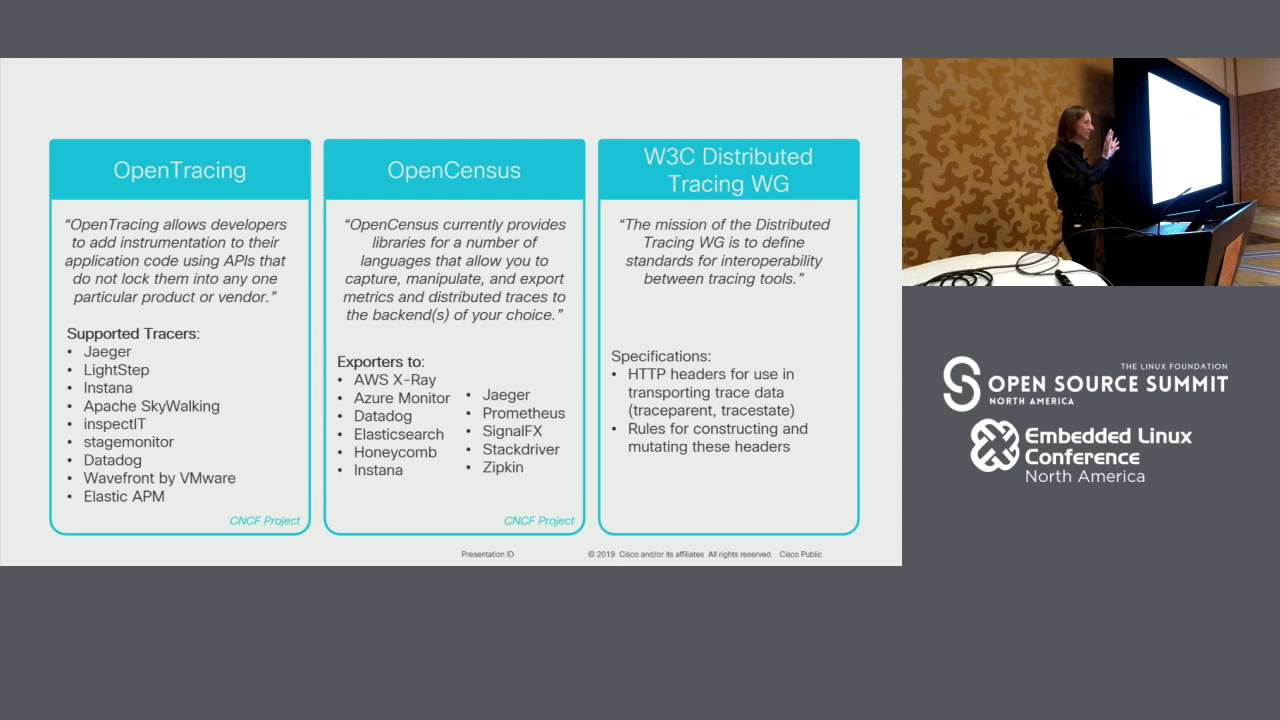 OpenTracing
“OpenTracing allows developers
to add instrumentation to their
application code using APIs that
do not lock them into any one
particular product or vendor.”
Supported Tracers:
• Jaeger
• LightStep
• Instana
• Apache SkyWalking
• inspectIT
• stagemonitor
• Datadog
• Wavefront by VMware
• Elastic APM
CNCF Project
OpenCensus
“OpenCensus currently provides
libraries for a number of
languages that allow you to
capture, manipulate, and export
metrics and distributed traces to
the backend(s) of your choice.”
Exporters to:
• AWS X-Ray
• Azure Monitor
• Datadog
• Elasticsearch
• Honeycomb
• Instana
• Jaeger
• Prometheus
• SignalFX
• Stackdriver
• Zipkin
CNCF Project
W3C Distributed
Tracing WG
“The mission of the Distributed
Tracing WG is to define
standards for interoperability
between tracing tools.”
Specifications:
• HTTP headers for use in
transporting trace data
(traceparent, tracestate)
• Rules for constructing and
mutating these headers
Presentation ID
© 2019 Cisco and/or its affiliates. All rights reserved. Cisco Public
THE LINUX FOUNDATION
OPEN SOURCE SUMMIT
NORTH AMERICA
Embedded Linux
Conference
North America